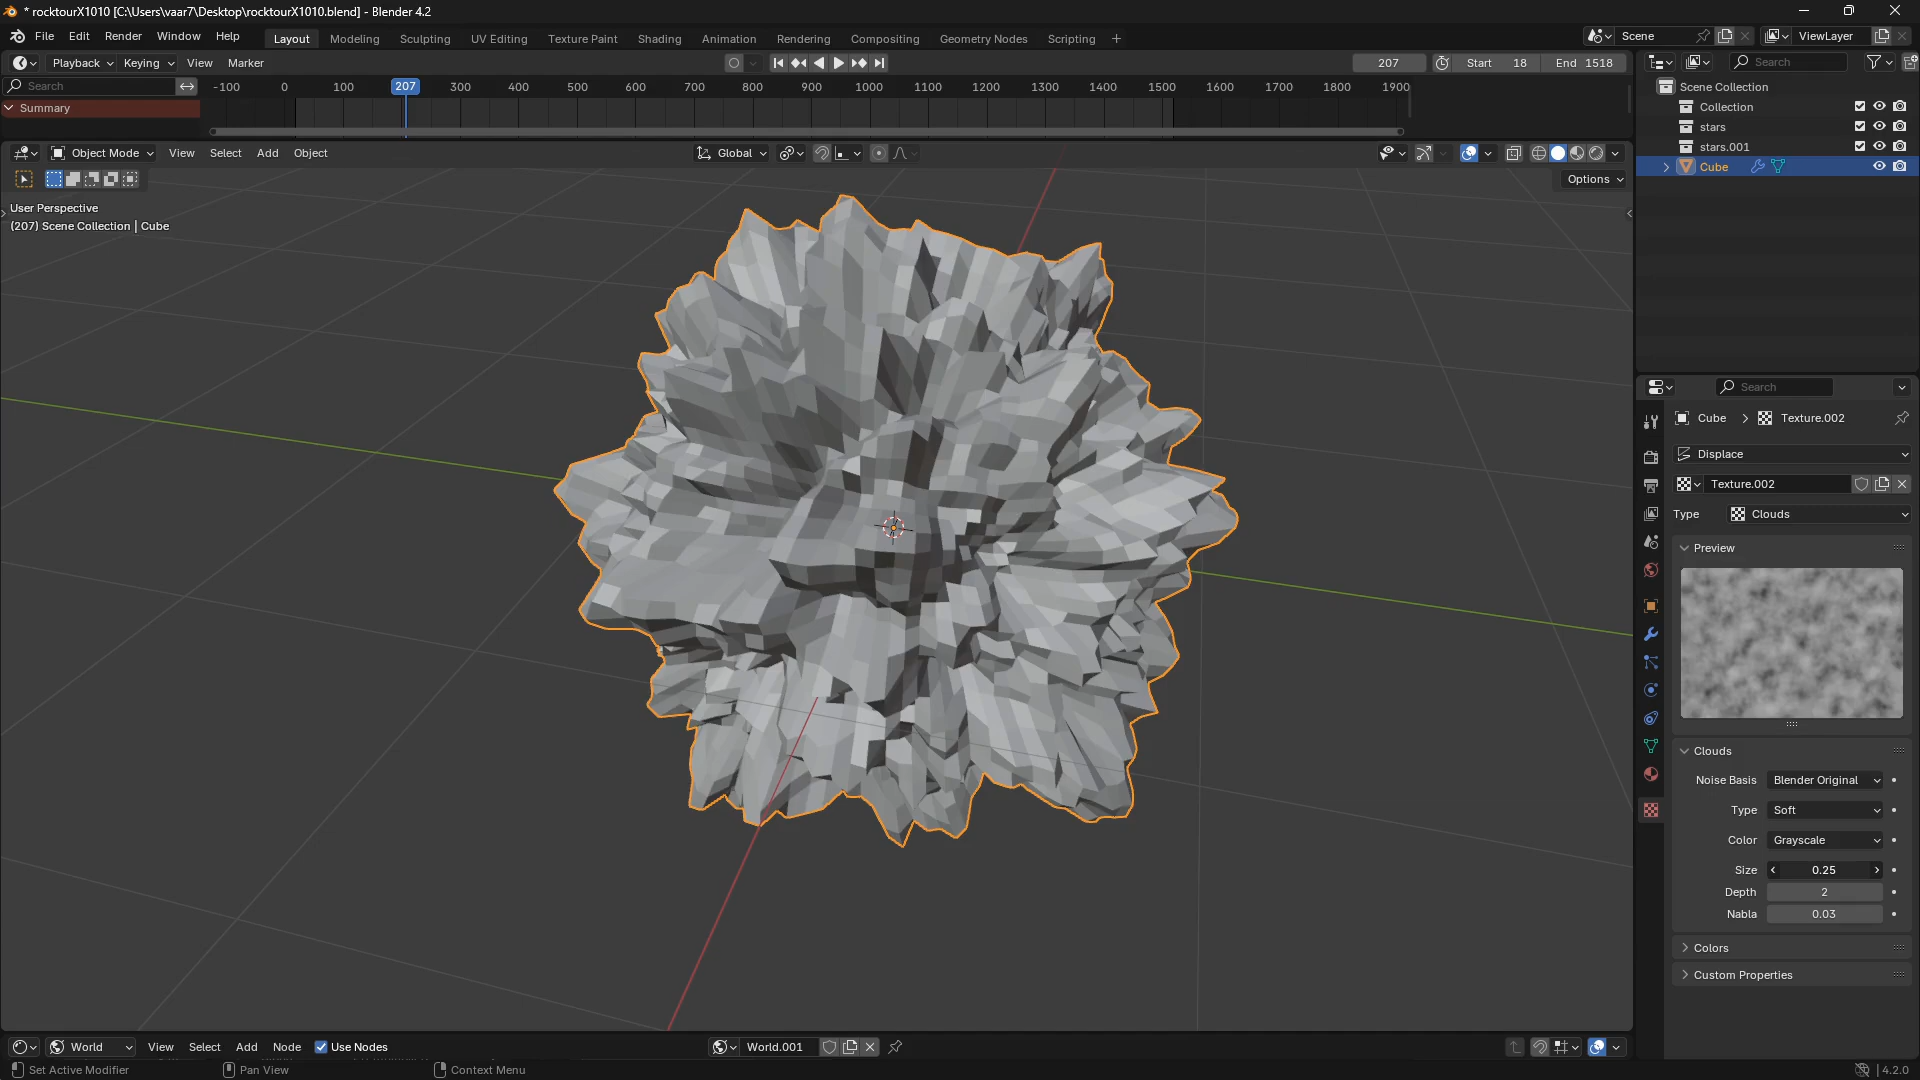 * rocktourX1010 [C:\Users\vaar7\Desktop\rocktourX1010.blend] - Blender 4.2
File Edit Render Window Help Layout Modeling Sculpting UV Editing Texture Paint Shading Animation Rendering Compositing Geometry Nodes Scripting + Scene ViewLayer
Playback Keying View Marker 207 Start 18 End 1518 Search
Search -100 0 100 207 300 400 500 600 700 800 900 1000 1100 1200 1300 1400 1500 1600 1700 1800 1900
Summary
Scene Collection
Collection
stars
stars.001
Cube
Object Mode View Select Add Object Global
Options
User Perspective
(207) Scene Collection | Cube
Search
Cube > Texture.002
Displace
Texture.002
Type Clouds
Preview
Clouds
Noise Basis Blender Original
Type Soft
Color Grayscale
Size 0.25
Depth 2
Nabla 0.03
Colors
Custom Properties
World View Select Add Node Use Nodes World.001
Set Active Modifier Pan View Context Menu 4.2.0